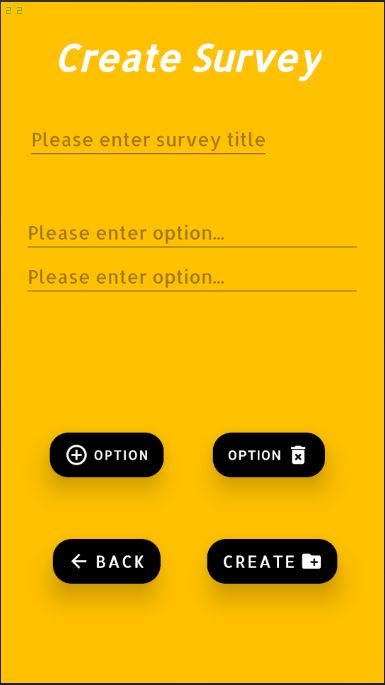 2 2
Create Survey
Please enter survey title
Please enter option...
Please enter option...
OPTION
OPTION
BACK
CREATE